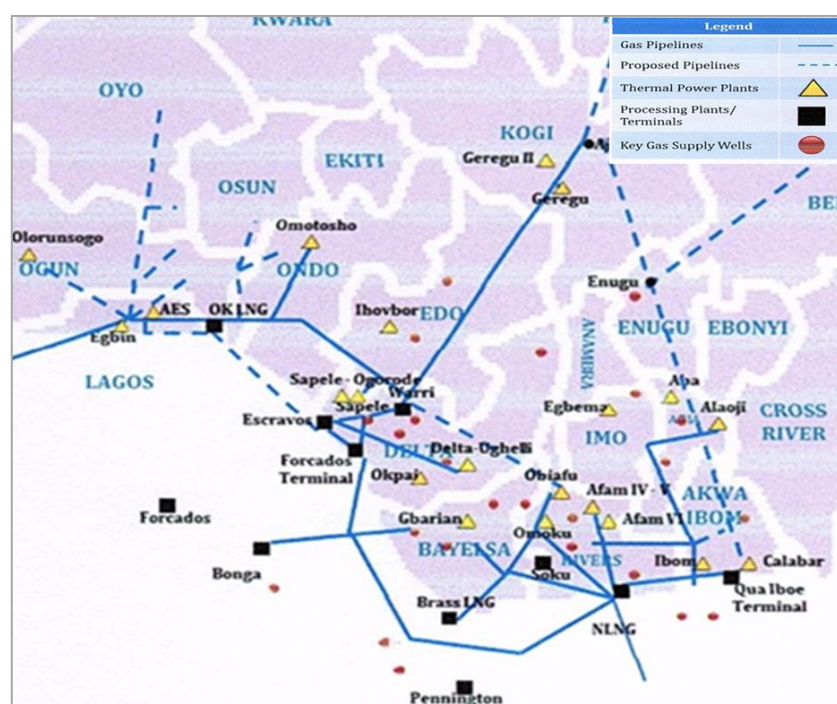 KWARA
Legend
Gas Pipelines
Proposed Pipelines
Thermal Power Plants
Processing Plants/
Terminals
Key Gas Supply Wells
OYO
KOGI
Geregu II
EKITI
OSUN
Geregu
BE
Omotosho
Olorunsogo
OGUN
ONDO
Enugu
AES
OK LNG
Ihovbor
EDO
Egbin
ANAMBRA
ENUGU
EBONYI
LAGOS
Sapele - Ogorode
Aba
Warri
Sapele
Egbema
Alaoji
CROSS
RIVER
Escravos
IMO
DELTA
Delta-Ughelli
Forcados
Terminal
Okpai
Obiafu
Afam IV - V
AKWA
IBOM
Forcados
Gbarian
Omoku
Afam VI
BAYELSA
RIVERS
Ibom
Calabar
Bonga
Soku
Qua Iboe
Terminal
Brass LNG
NLNG
Pennington